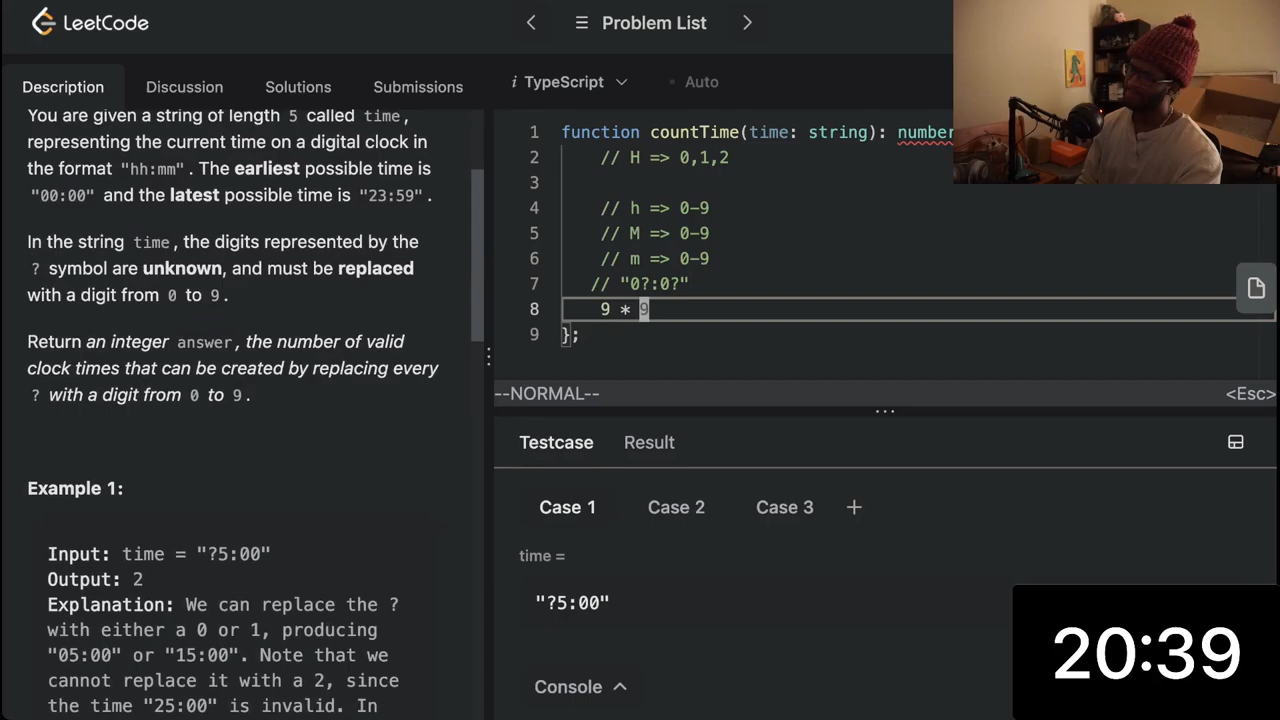 LeetCode
Problem List
Description
Discussion
Solutions
Submissions
You are given a string of length 5 called time,
representing the current time on a digital clock in
the format "hh:mm". The earliest possible time is
"00:00" and the latest possible time is "23:59".
In the string time, the digits represented by the
? symbol are unknown, and must be replaced
with a digit from 0 to 9.
Return an integer answer, the number of valid
clock times that can be created by replacing every
? with a digit from 0 to 9.
Example 1:
Input: time = "?5:00"
Output: 2
Explanation: We can replace the ?
with either a 0 or 1, producing
"05:00" or "15:00". Note that we
cannot replace it with a 2, since
the time "25:00" is invalid. In
i TypeScript
Auto
1 function countTime(time: string): number
2 // H => 0,1,2
3
4 // h => 0-9
5 // M => 0-9
6 // m => 0-9
7 // "0?:0?"
8 9 * 9
9 };
--NORMAL--
<Esc>
Testcase
Result
Case 1
Case 2
Case 3
time =
"?5:00"
Console
20:39